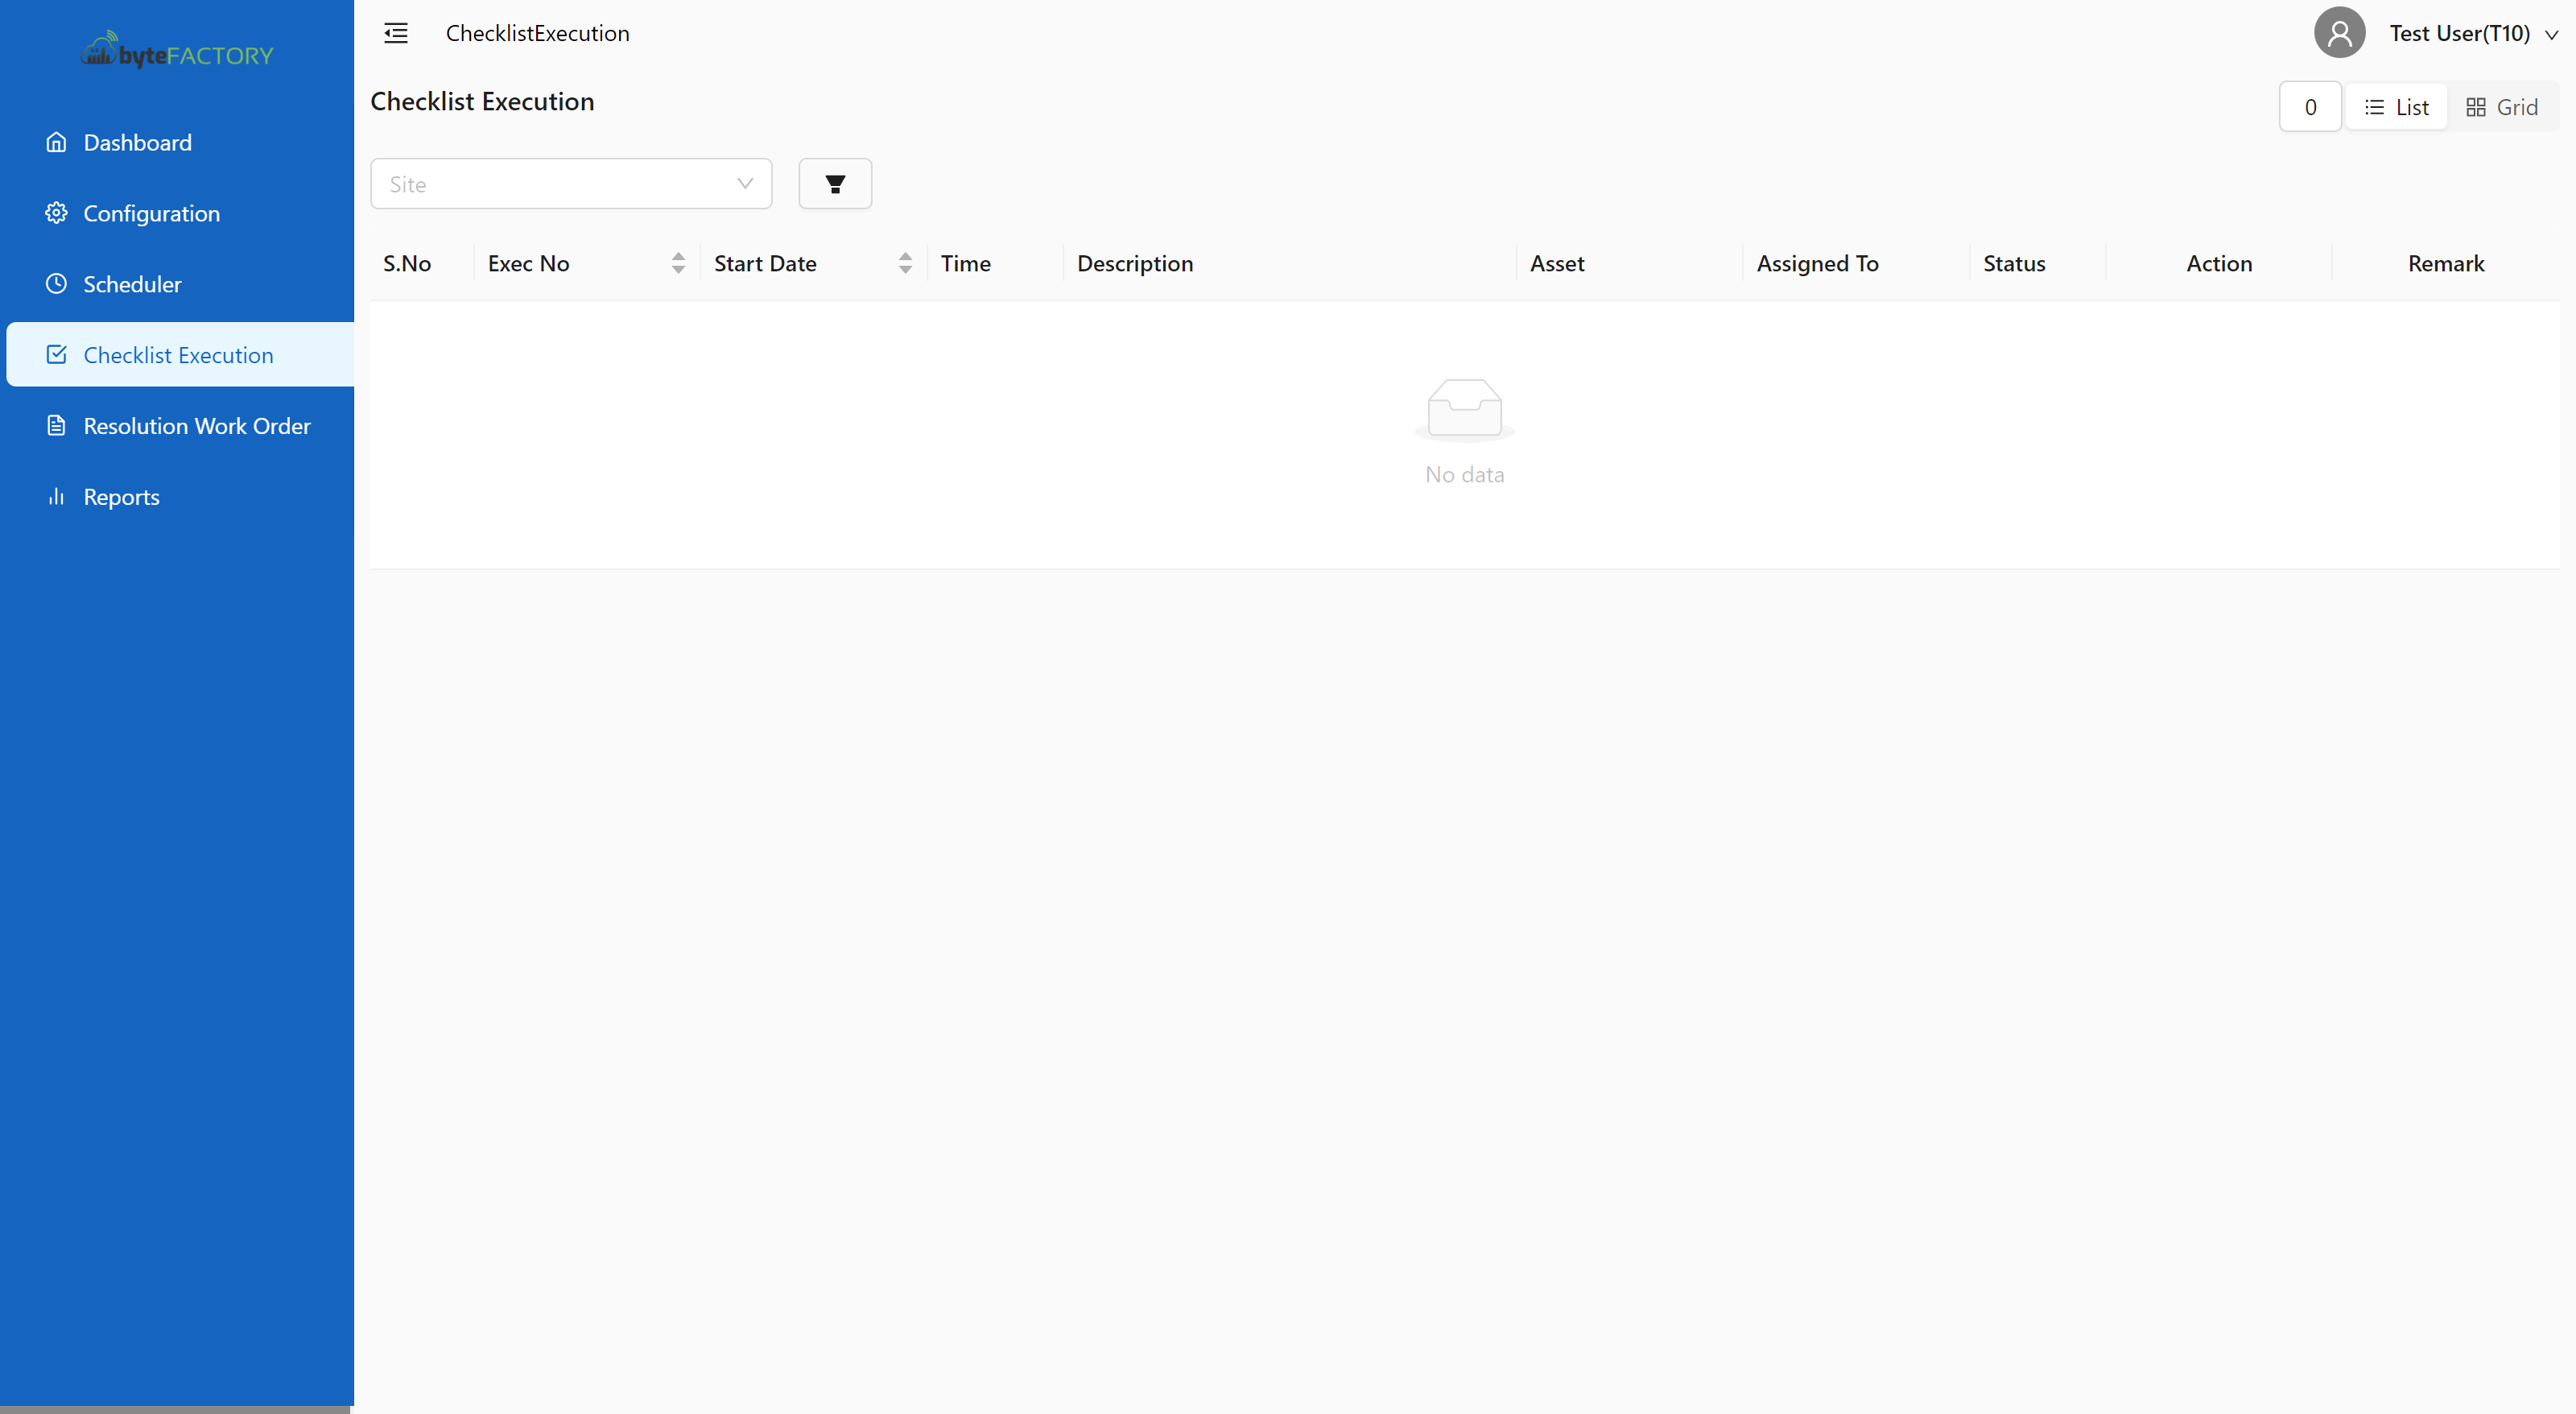 byteFACTORY
Dashboard
Configuration
Scheduler
Checklist Execution
Resolution Work Order
Reports
ChecklistExecution
Test User(T10)
Checklist Execution
0 List Grid
Site
S.No Exec No Start Date Time Description Asset Assigned To Status Action Remark
No data